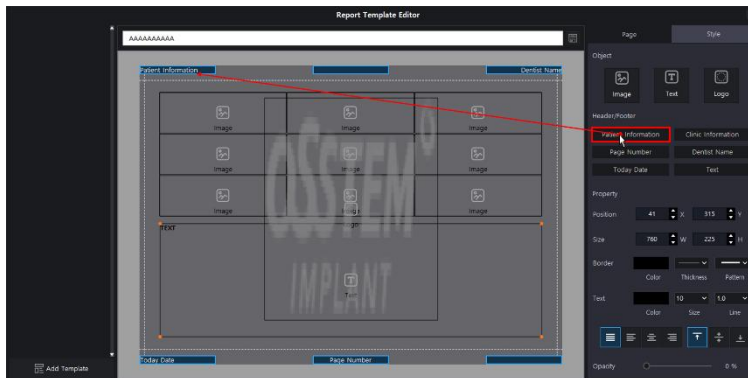 Report Template Editor
AAAAAAAAAA
Page Style
Object
Image Text Logo
Header/Footer
Patient Information Clinic Information
Page Number Dentist Name
Today Date Text
Property
Position 41 X 315 Y
Size 760 W 225 H
Border
Color Thickness Pattern
Text 10 1.0
Color Size Line
Opacity 0 %
Patient Information Dentist Name
Image Image Image
Image Image Image
Image Image Image
TEXT
Text
OSSTEM
IMPLANT
Today Date Page Number
Add Template